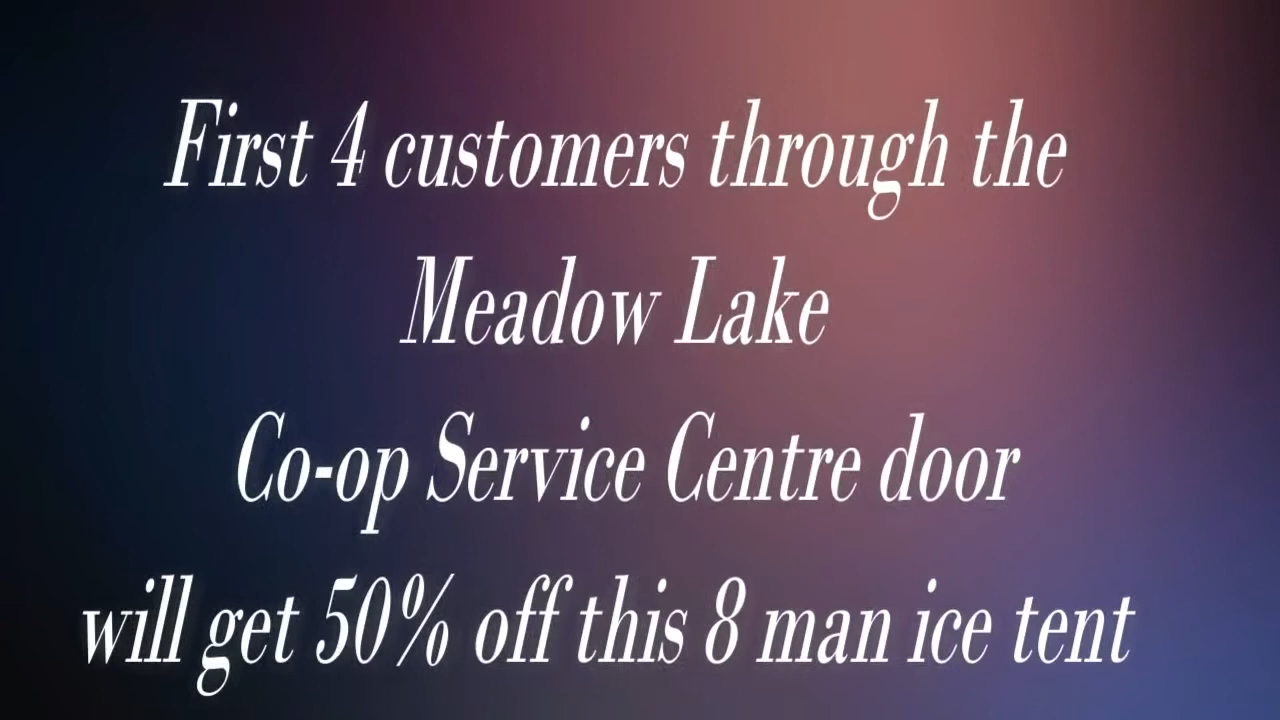 First 4 customers through the
Meadow Lake
Co-op Service Centre door
will get 50% off this 8 man ice tent